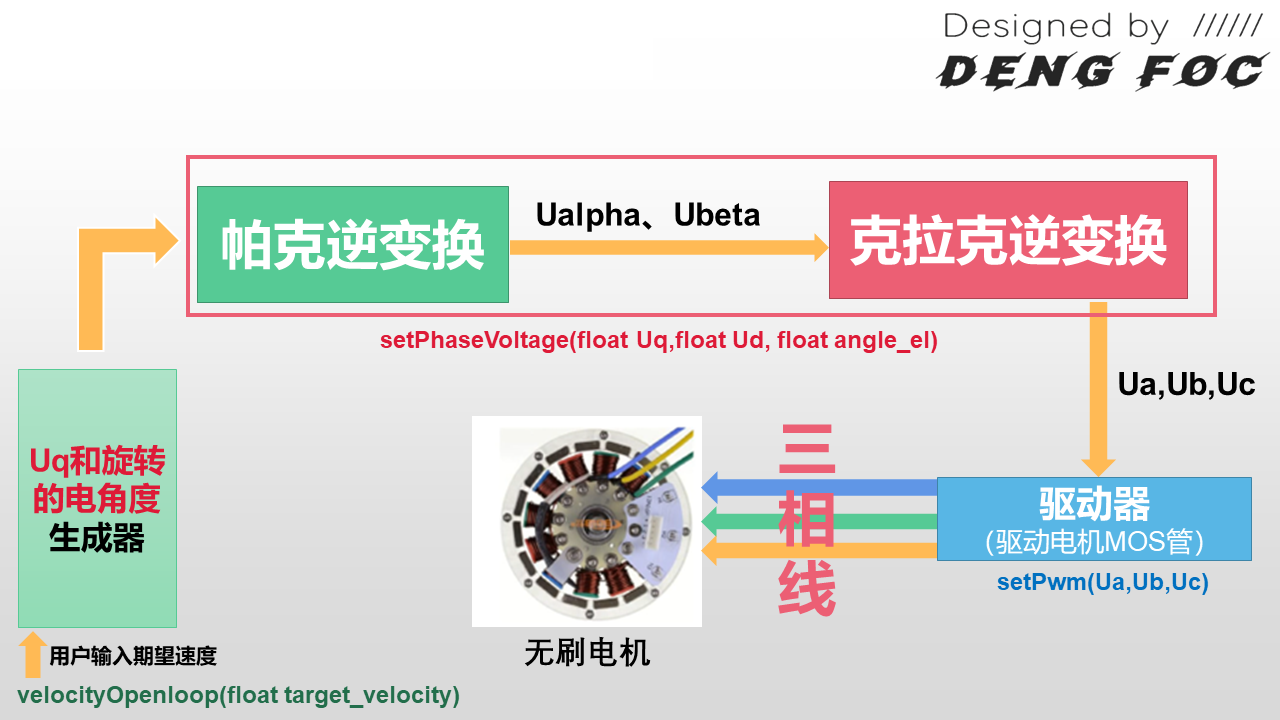 Designed by //////
DENG FOC
帕克逆变换
Ualpha、Ubeta
克拉克逆变换
setPhaseVoltage(float Uq,float Ud, float angle_el)
Ua,Ub,Uc
Uq和旋转
的电角度
生成器
三
相
线
驱动器
（驱动电机MOS管）
setPwm(Ua,Ub,Uc)
无刷电机
用户输入期望速度
velocityOpenloop(float target_velocity)